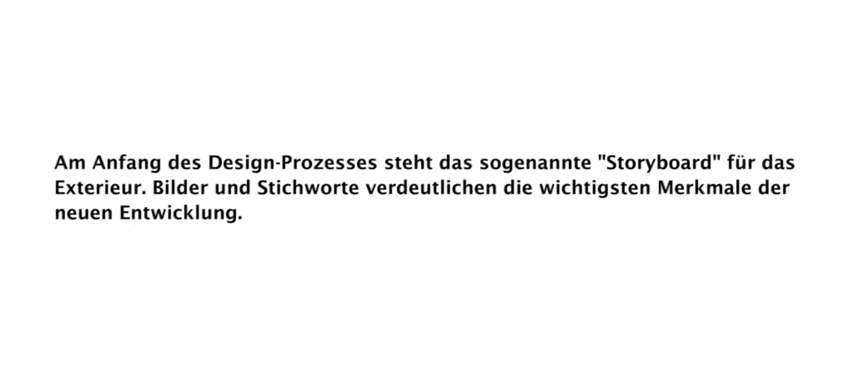 Am Anfang des Design-Prozesses steht das sogenannte "Storyboard" für das
Exterieur. Bilder und Stichworte verdeutlichen die wichtigsten Merkmale der
neuen Entwicklung.